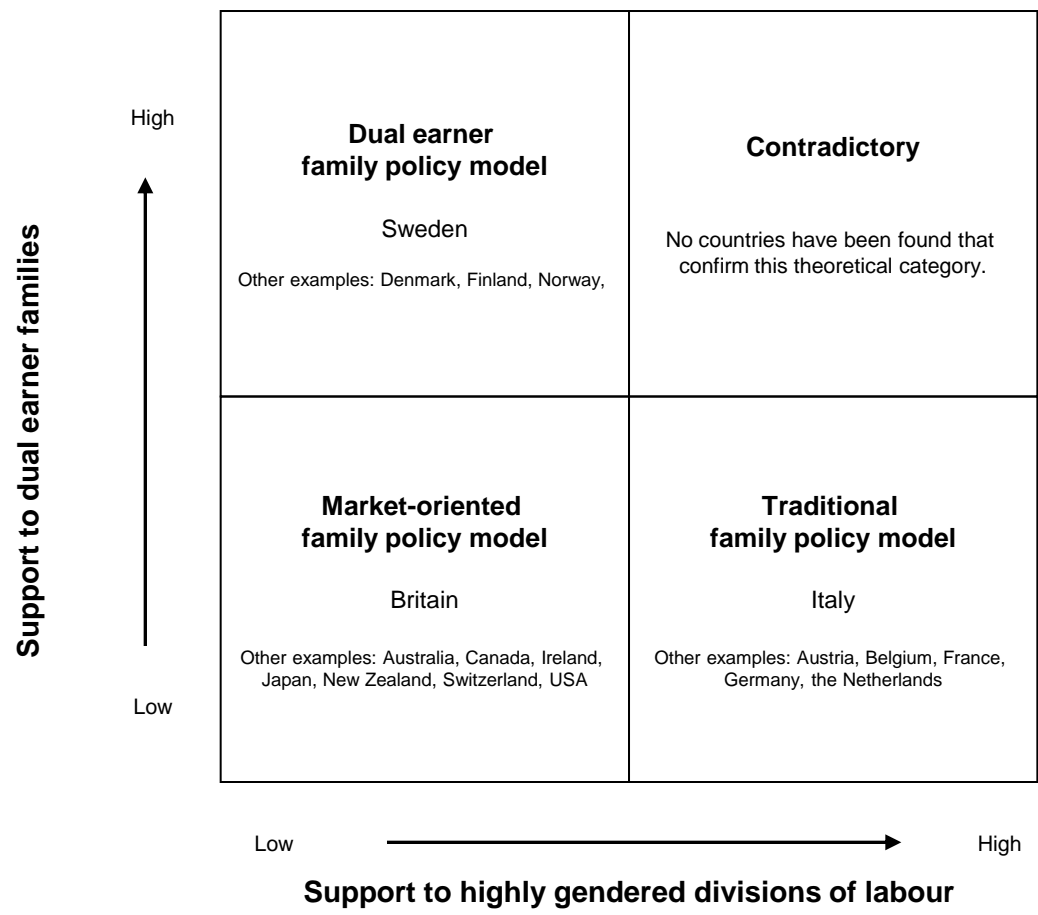 High
Support to dual earner families
Low
Dual earner
family policy model
Sweden
Other examples: Denmark, Finland, Norway,
Contradictory
No countries have been found that
confirm this theoretical category.
Market-oriented
family policy model
Britain
Other examples: Australia, Canada, Ireland,
Japan, New Zealand, Switzerland, USA
Traditional
family policy model
Italy
Other examples: Austria, Belgium, France,
Germany, the Netherlands
Low
High
Support to highly gendered divisions of labour